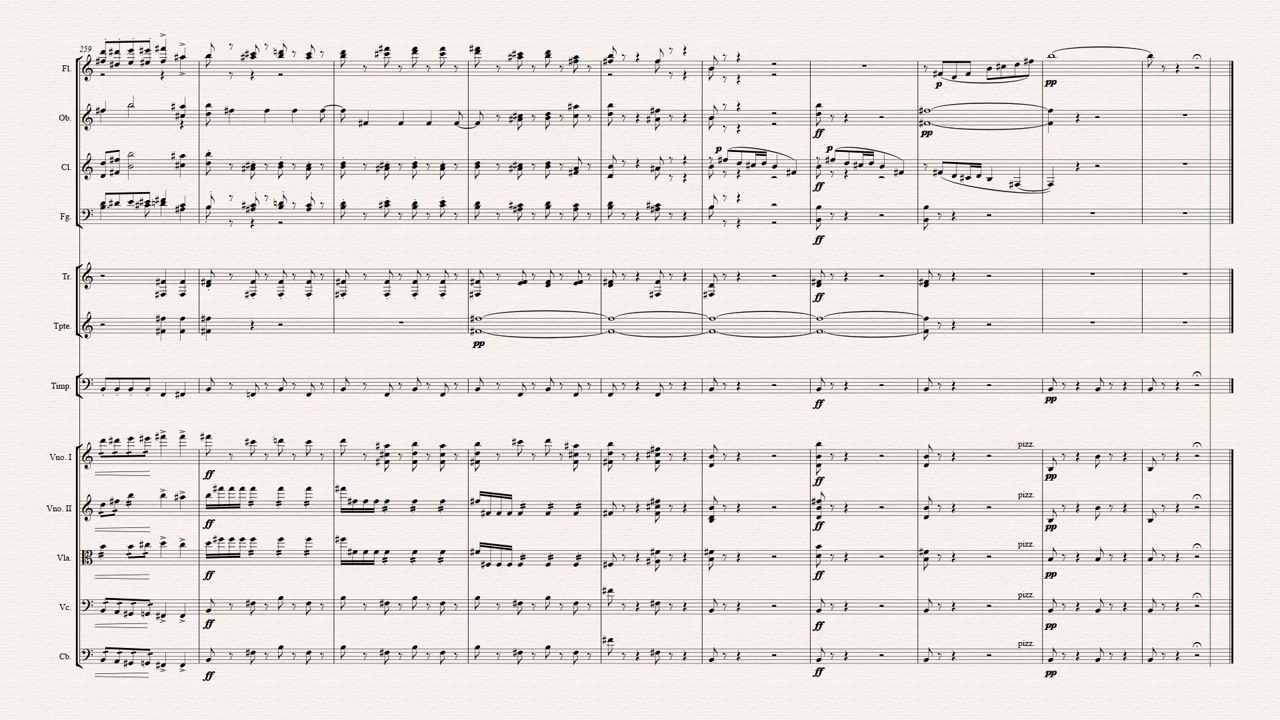 259
Fl.
p
pp
Ob.
ff
pp
Cl.
p
p
ff
Fg.
ff
Tr.
ff
Tpte.
pp
Timp.
ff
pp
Vno. I
pizz.
ff
ff
pp
Vno. II
pizz.
ff
ff
pp
Vla.
pizz.
ff
ff
pp
Vc.
pizz.
ff
pp
Cb.
pizz.
ff
ff
pp